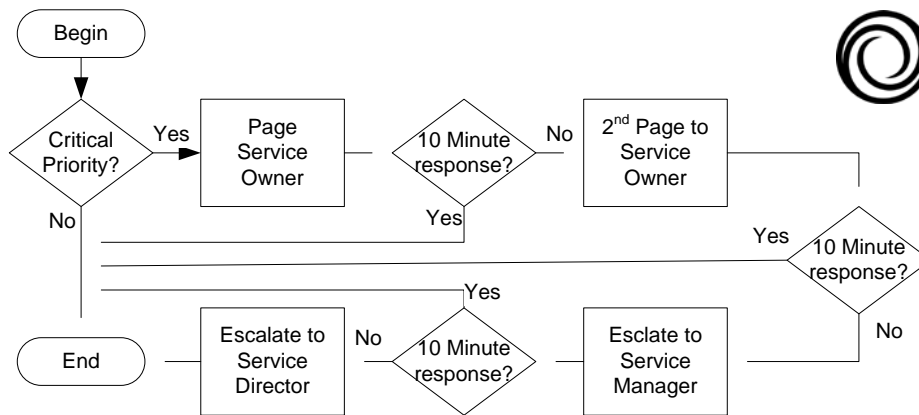 Begin
Critical
Priority?
Yes
Page
Service
Owner
10 Minute
response?
No
2nd Page to
Service
Owner
No
Yes
Yes
10 Minute
response?
Yes
No
End
Escalate to
Service
Director
No
10 Minute
response?
Esclate to
Service
Manager